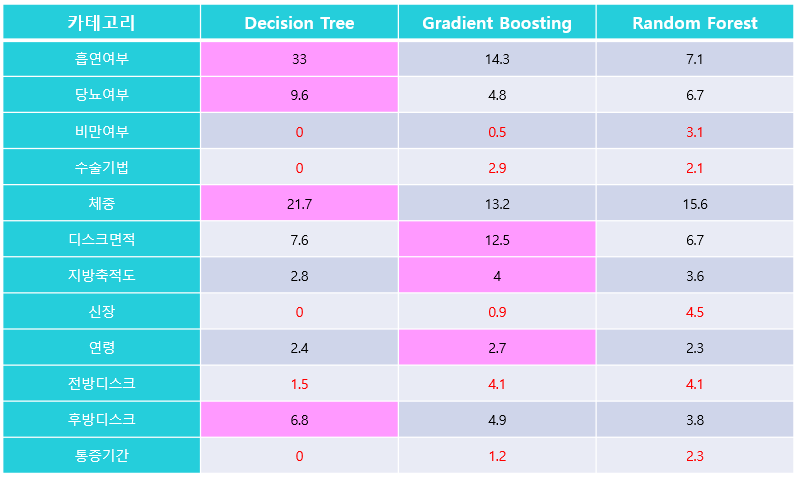 카테고리 Decision Tree Gradient Boosting Random Forest
흡연여부 33 14.3 7.1
당뇨여부 9.6 4.8 6.7
비만여부 0 0.5 3.1
수술기법 0 2.9 2.1
체중 21.7 13.2 15.6
디스크면적 7.6 12.5 6.7
지방축적도 2.8 4 3.6
신장 0 0.9 4.5
연령 2.4 2.7 2.3
전방디스크 1.5 4.1 4.1
후방디스크 6.8 4.9 3.8
통증기간 0 1.2 2.3